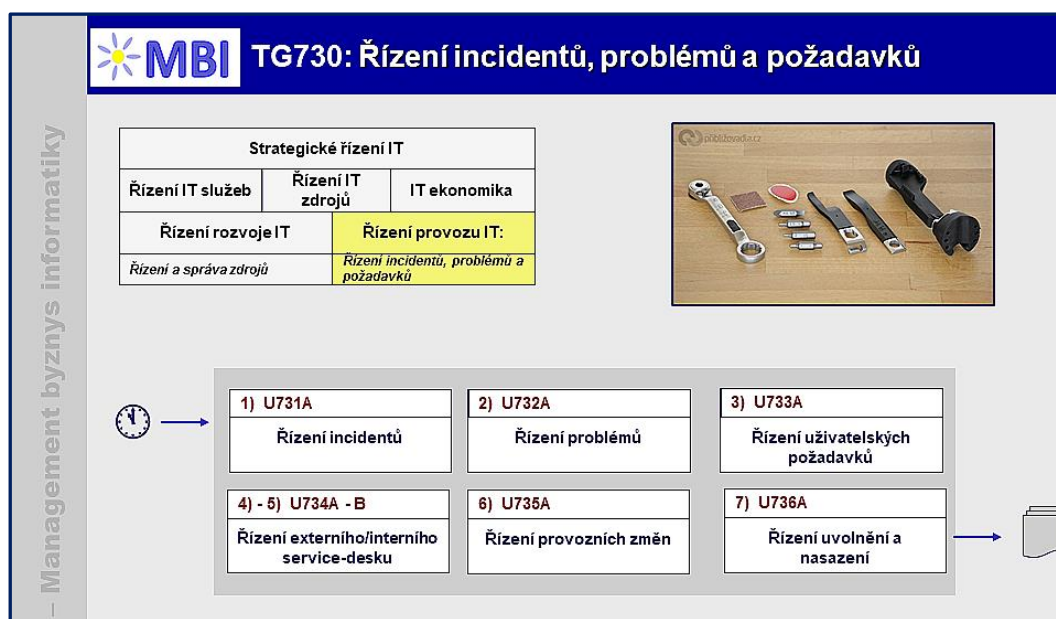 MBI
TG730: Řízení incidentů, problémů a požadavků
– Management byznys informatiky
Strategické řízení IT
Řízení IT služeb
Řízení IT
zdrojů
IT ekonomika
Řízení rozvoje IT
Řízení provozu IT:
Řízení a správa zdrojů
Řízení incidentů, problémů a
požadavků
přibližovadla.cz
1) U731A
Řízení incidentů
2) U732A
Řízení problémů
3) U733A
Řízení uživatelských
požadavků
4) - 5) U734A - B
Řízení externího/interního
service-desku
6) U735A
Řízení provozních změn
7) U736A
Řízení uvolnění a
nasazení